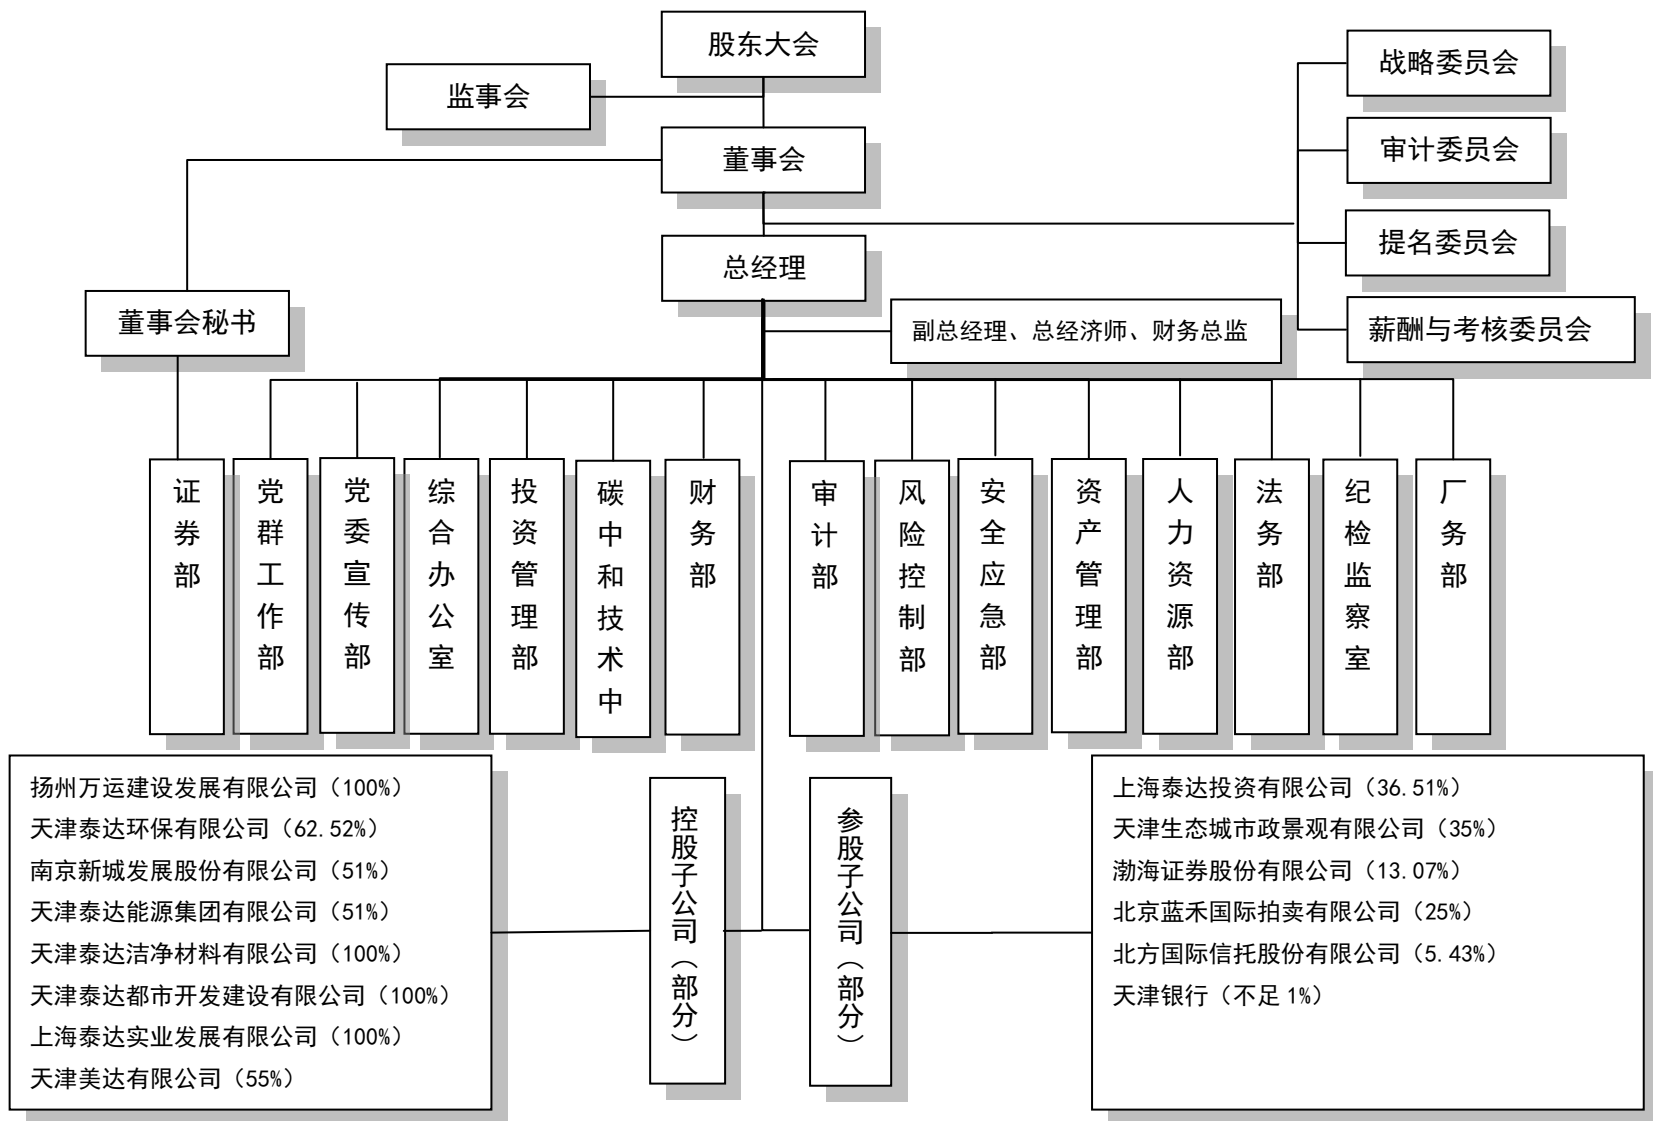 股东大会
监事会
董事会
总经理
战略委员会
审计委员会
提名委员会
薪酬与考核委员会
董事会秘书
副总经理、总经济师、财务总监
证券部
党群工作部
党委宣传部
综合办公室
投资管理部
碳中和技术中
财务部
审计部
风险控制部
安全应急部
资产管理部
人力资源部
法务部
纪检监察室
厂务部
扬州万运建设发展有限公司（100%）
天津泰达环保有限公司（62.52%）
南京新城发展股份有限公司（51%）
天津泰达能源集团有限公司（51%）
天津泰达洁净材料有限公司（100%）
天津泰达都市开发建设有限公司（100%）
上海泰达实业发展有限公司（100%）
天津美达有限公司（55%）
控股子公司（部分）
参股子公司（部分）
上海泰达投资有限公司（36.51%）
天津生态城市政景观有限公司（35%）
渤海证券股份有限公司（13.07%）
北京蓝禾国际拍卖有限公司（25%）
北方国际信托股份有限公司（5.43%）
天津银行（不足 1%）